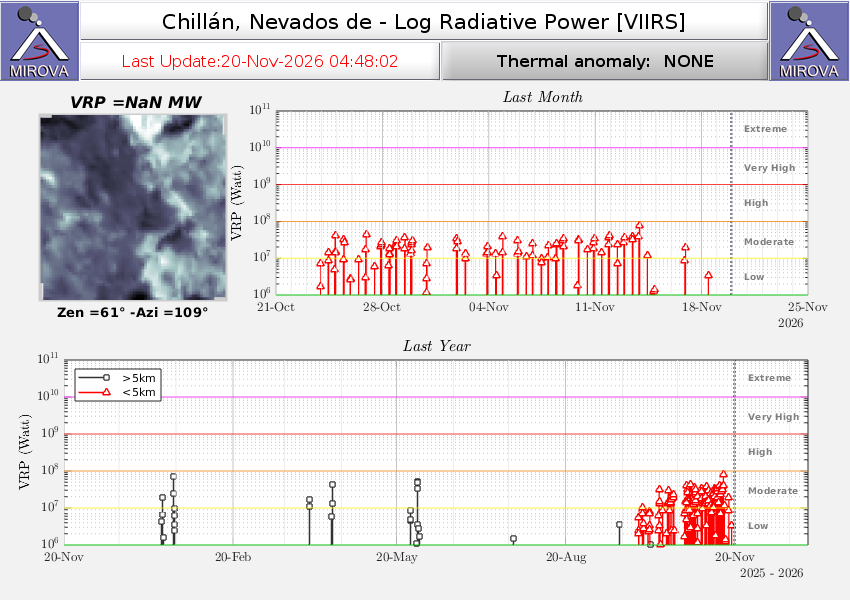 MIROVA
Chillán, Nevados de - Log Radiative Power [VIIRS]
MIROVA
Last Update:20-Nov-2026 04:48:02
Thermal anomaly: NONE
VRP =NaN MW
Zen =61° -Azi =109°
Last Month
VRP (Watt)
10^11
10^10
10^9
10^8
10^7
10^6
Extreme
Very High
High
Moderate
Low
21-Oct
28-Oct
04-Nov
11-Nov
18-Nov
25-Nov
2026
Last Year
VRP (Watt)
10^11
10^10
10^9
10^8
10^7
10^6
>5km
<5km
Extreme
Very High
High
Moderate
Low
20-Nov
20-Feb
20-May
20-Aug
20-Nov
2025 - 2026